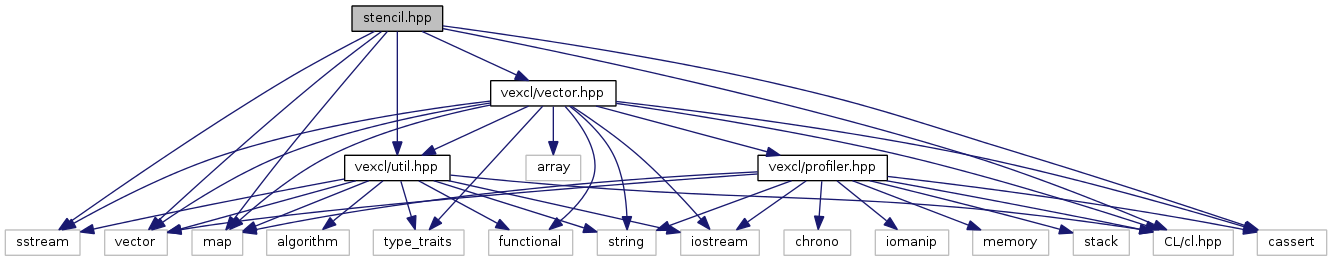 stencil.hpp
vexcl/vector.hpp
vexcl/util.hpp
array
vexcl/profiler.hpp
sstream
vector
map
algorithm
type_traits
functional
string
iostream
chrono
iomanip
memory
stack
CL/cl.hpp
cassert